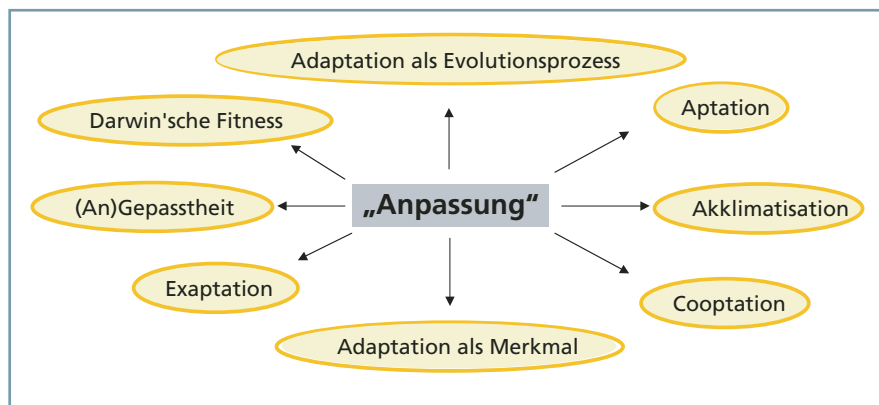 Adaptation als Evolutionsprozess
Aptation
Darwin'sche Fitness
(An)Gepasstheit
„Anpassung“
Akklimatisation
Exaptation
Cooptation
Adaptation als Merkmal